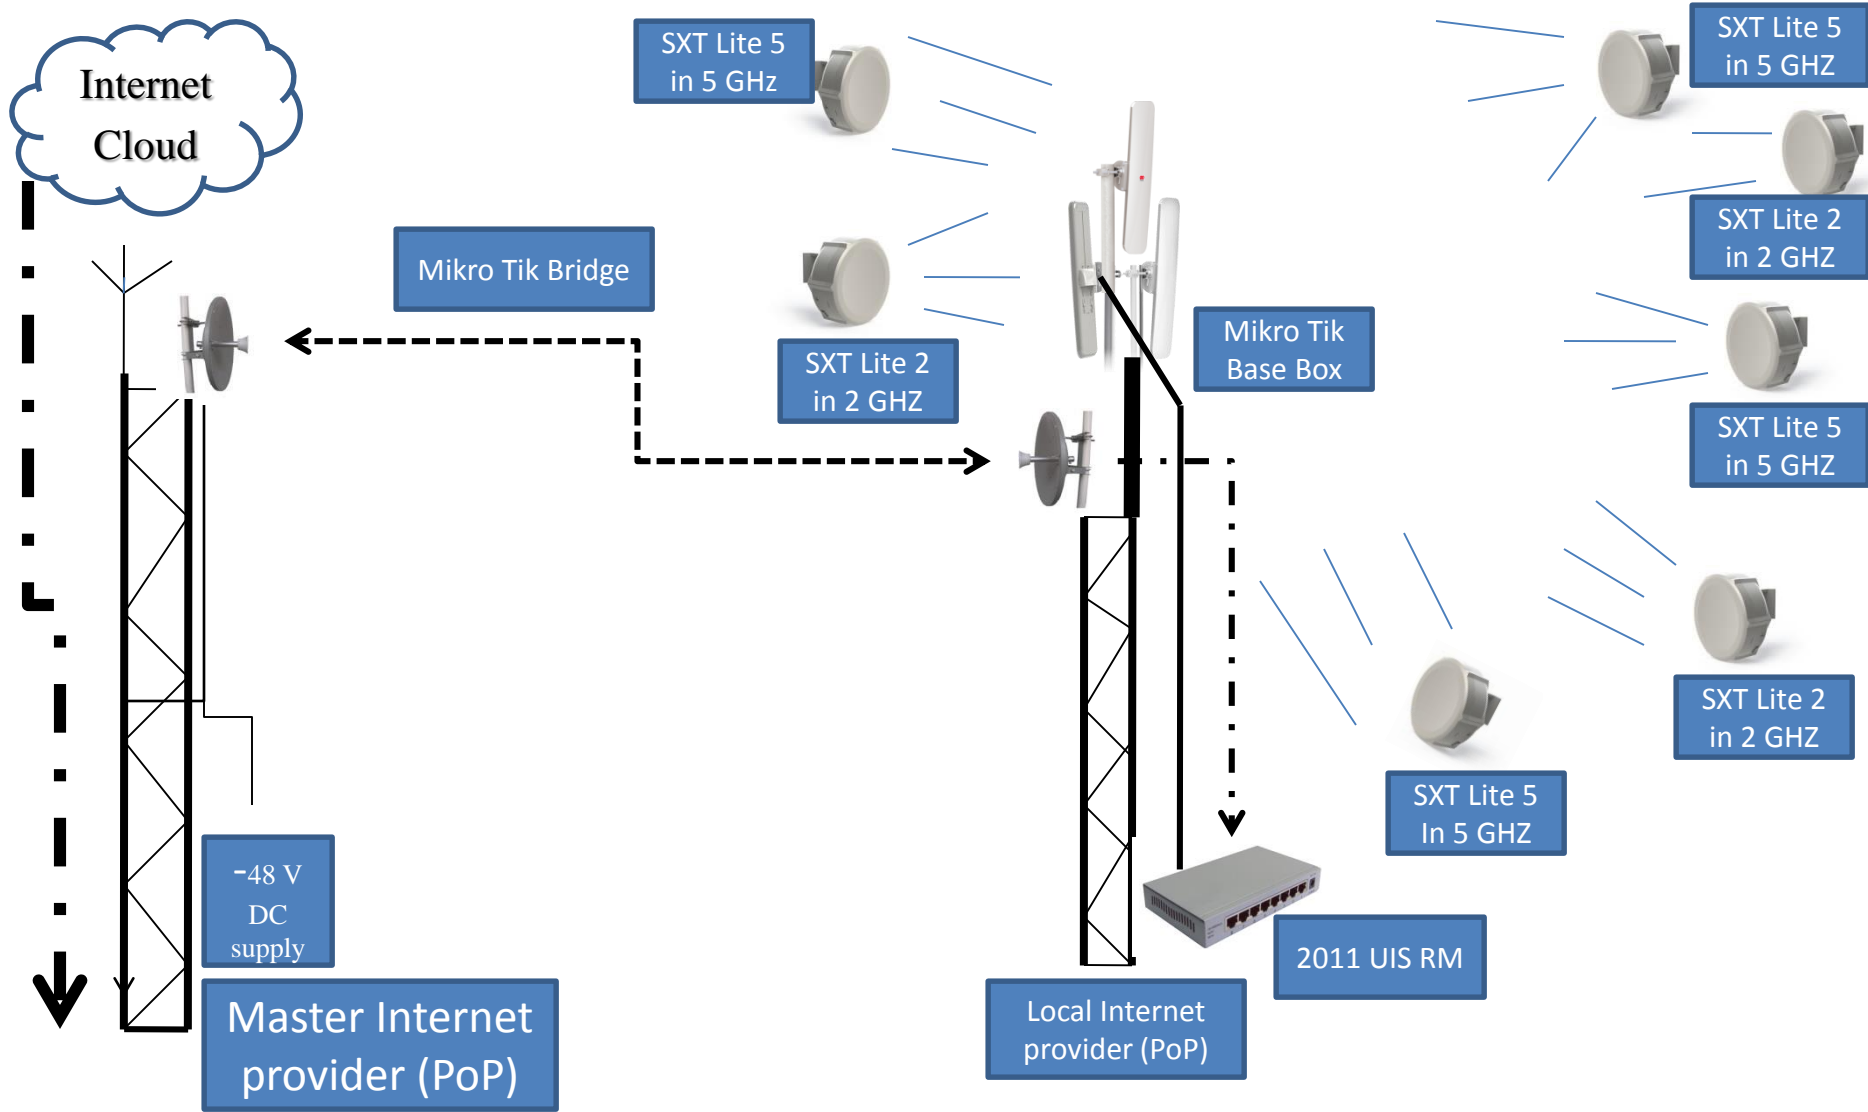 Internet
Cloud
SXT Lite 5
in 5 GHz
SXT Lite 5
in 5 GHZ
SXT Lite 2
in 2 GHZ
Mikro Tik Bridge
Mikro Tik
Base Box
SXT Lite 2
in 2 GHZ
SXT Lite 5
in 5 GHZ
SXT Lite 2
in 2 GHZ
SXT Lite 5
In 5 GHZ
-48 V
DC
supply
2011 UIS RM
Master Internet
provider (PoP)
Local Internet
provider (PoP)